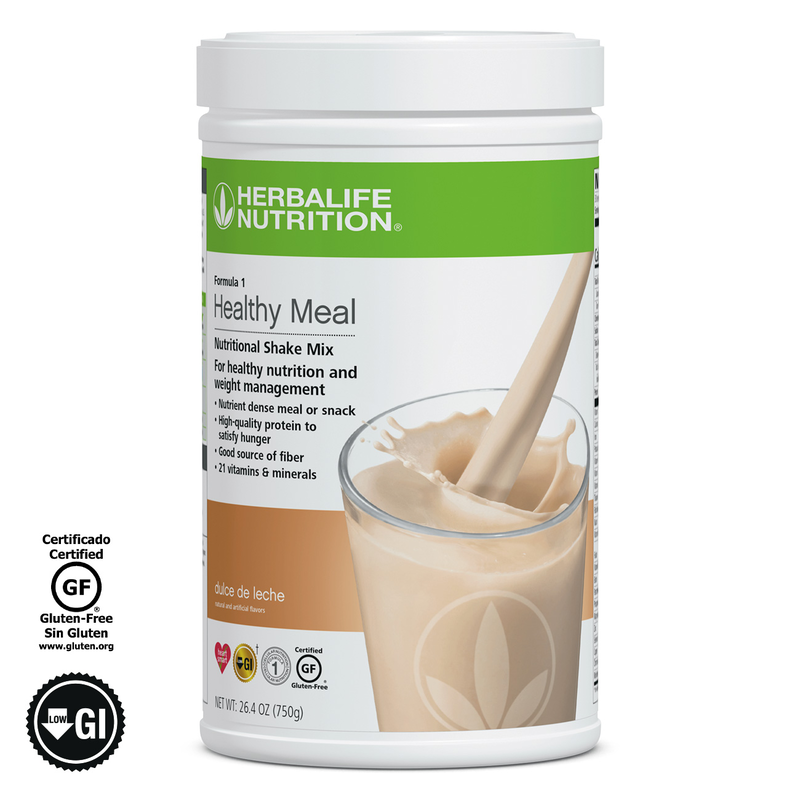 HERBALIFE
NUTRITION®
Formula 1
Healthy Meal
Nutritional Shake Mix
For healthy nutrition and
weight management
• Nutrient dense meal or snack
• High-quality protein to
satisfy hunger
• Good source of fiber
• 21 vitamins & minerals
dulce de leche
natural and artificial flavors
GI
1
Certified
GF
Gluten-Free
NET WT: 26.4 OZ (750g)
Certificado
Certified
GF®
Gluten-Free
Sin Gluten
www.gluten.org
LOW GI